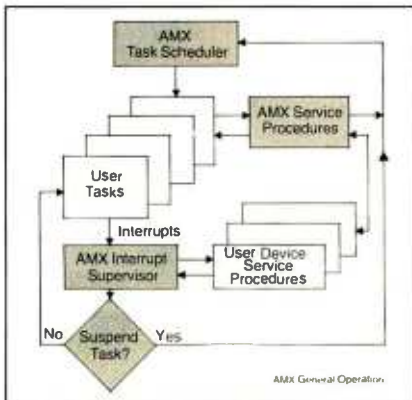 AMX
Task Scheduler
AMX Service
Procedures
User
Tasks
Interrupts
AMX Interrupt
Supervisor
User Device
Service
Procedures
No
Suspend
Task?
Yes
AMX General Operation